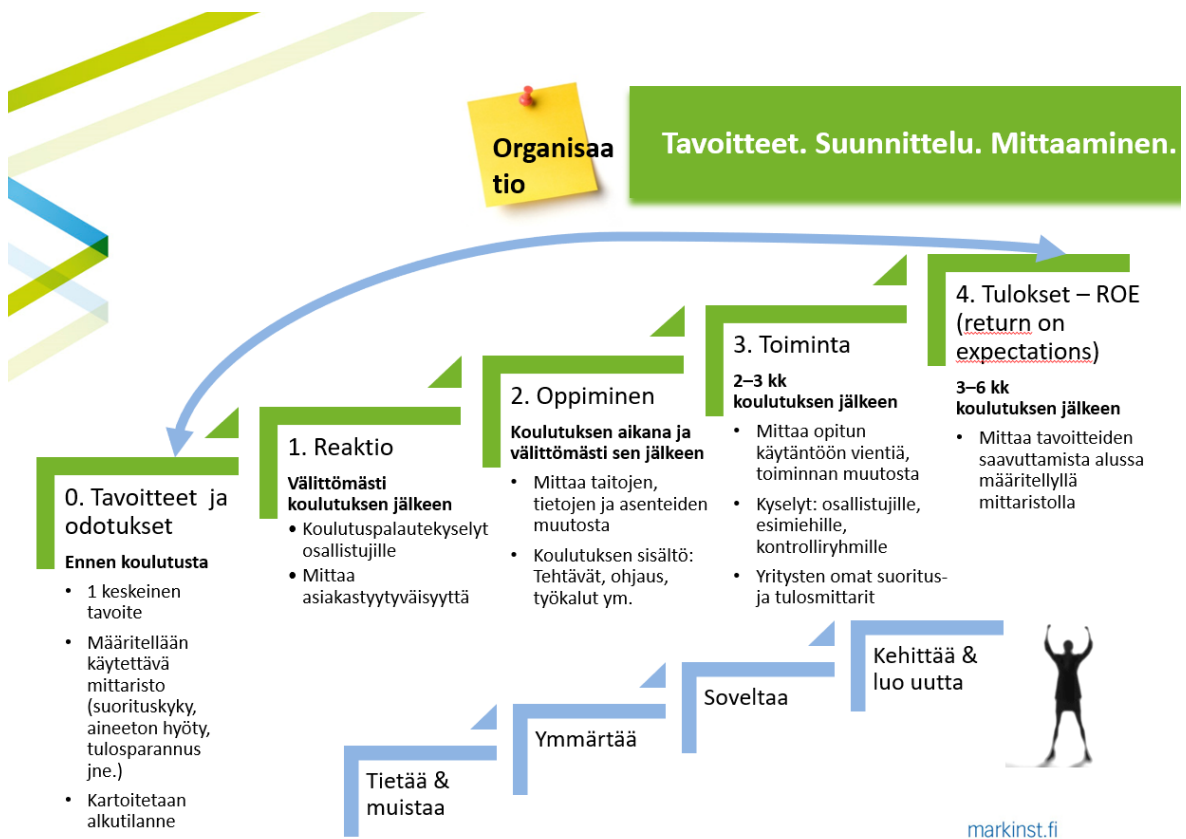 Organisaa
tio
Tavoitteet. Suunnittelu. Mittaaminen.
0. Tavoitteet ja
odotukset
Ennen koulutusta
• 1 keskeinen
tavoite
• Määritellään
käytettävä
mittaristo
(suorituskyky,
aineeton hyöty,
tulosparannus
jne.)
• Kartoitetaan
alkutilanne
1. Reaktio
Välittömästi
koulutuksen jälkeen
• Koulutuspalautekyselyt
osallistujille
• Mittaa
asiakastyytyväisyyttä
2. Oppiminen
Koulutuksen aikana ja
välittömästi sen jälkeen
• Mittaa taitojen,
tietojen ja asenteiden
muutosta
• Koulutuksen sisältö:
Tehtävät, ohjaus,
työkalut ym.
3. Toiminta
2–3 kk
koulutuksen jälkeen
• Mittaa opitun
käytäntöön vientiä,
toiminnan muutosta
• Kyselyt: osallistujille,
esimiehille,
kontrolliryhmille
• Yritysten omat suoritus-
ja tulosmittarit
4. Tulokset – ROE
(return on
expectations)
3–6 kk
koulutuksen jälkeen
• Mittaa tavoitteiden
saavuttamista alussa
määritellyllä
mittaristolla
Tietää &
muistaa
Ymmärtää
Soveltaa
Kehittää &
luo uutta
markinst.fi